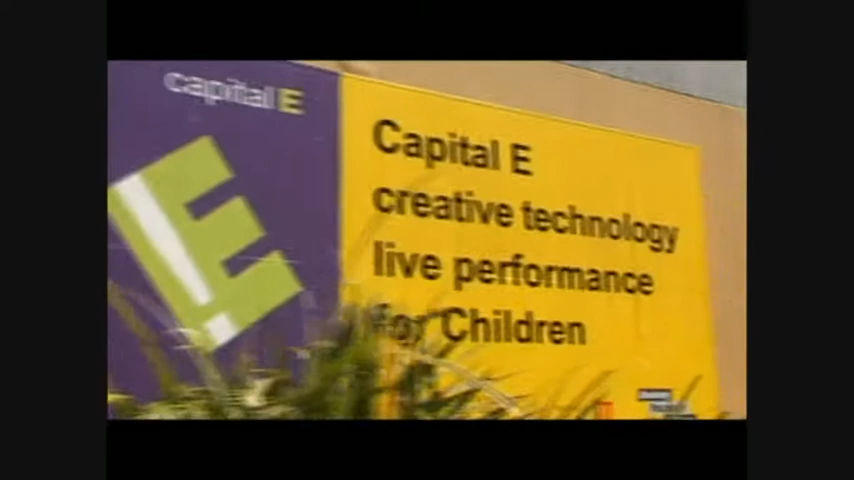 capital E
E
Capital E
creative technology
live performance
for Children